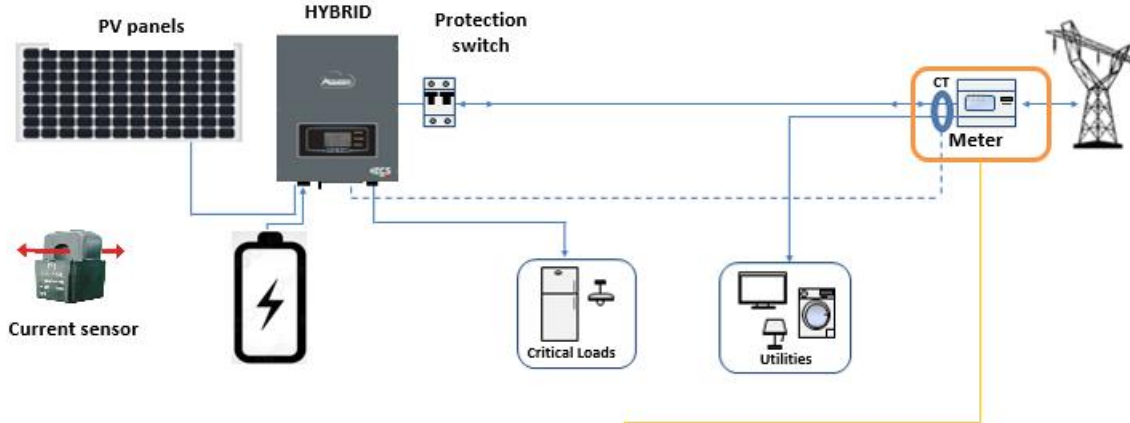 HYBRID
PV panels
Protection
switch
CT
Meter
Current sensor
Critical Loads
Utilities